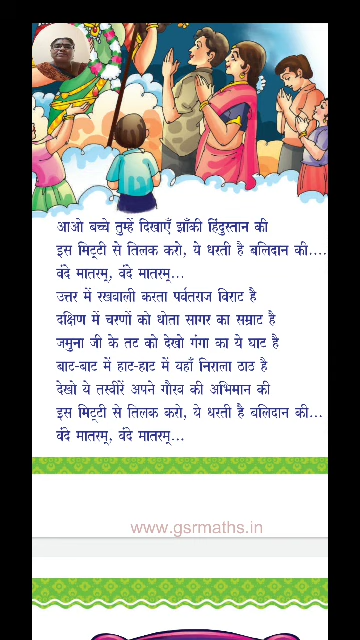 आओ बच्चे तुम्हें दिखाएँ झाँकी हिंदुस्तान की
इस मिट्टी से तिलक करो, ये धरती है बलिदान की....
वंदे मातरम्, वंदे मातरम्...
उत्तर में रखवाली करता पर्वतराज विराट है
दक्षिण में चरणों को धोता सागर का सम्राट है
जमुना जी के तट को देखो गंगा का ये घाट है
बाट-बाट में हाट-हाट में यहाँ निराला ठाठ है
देखो ये तस्वीरें अपने गौरव की अभिमान की
इस मिट्टी से तिलक करो, ये धरती है बलिदान की...
वंदे मातरम्, वंदे मातरम्...
www.gsrmaths.in